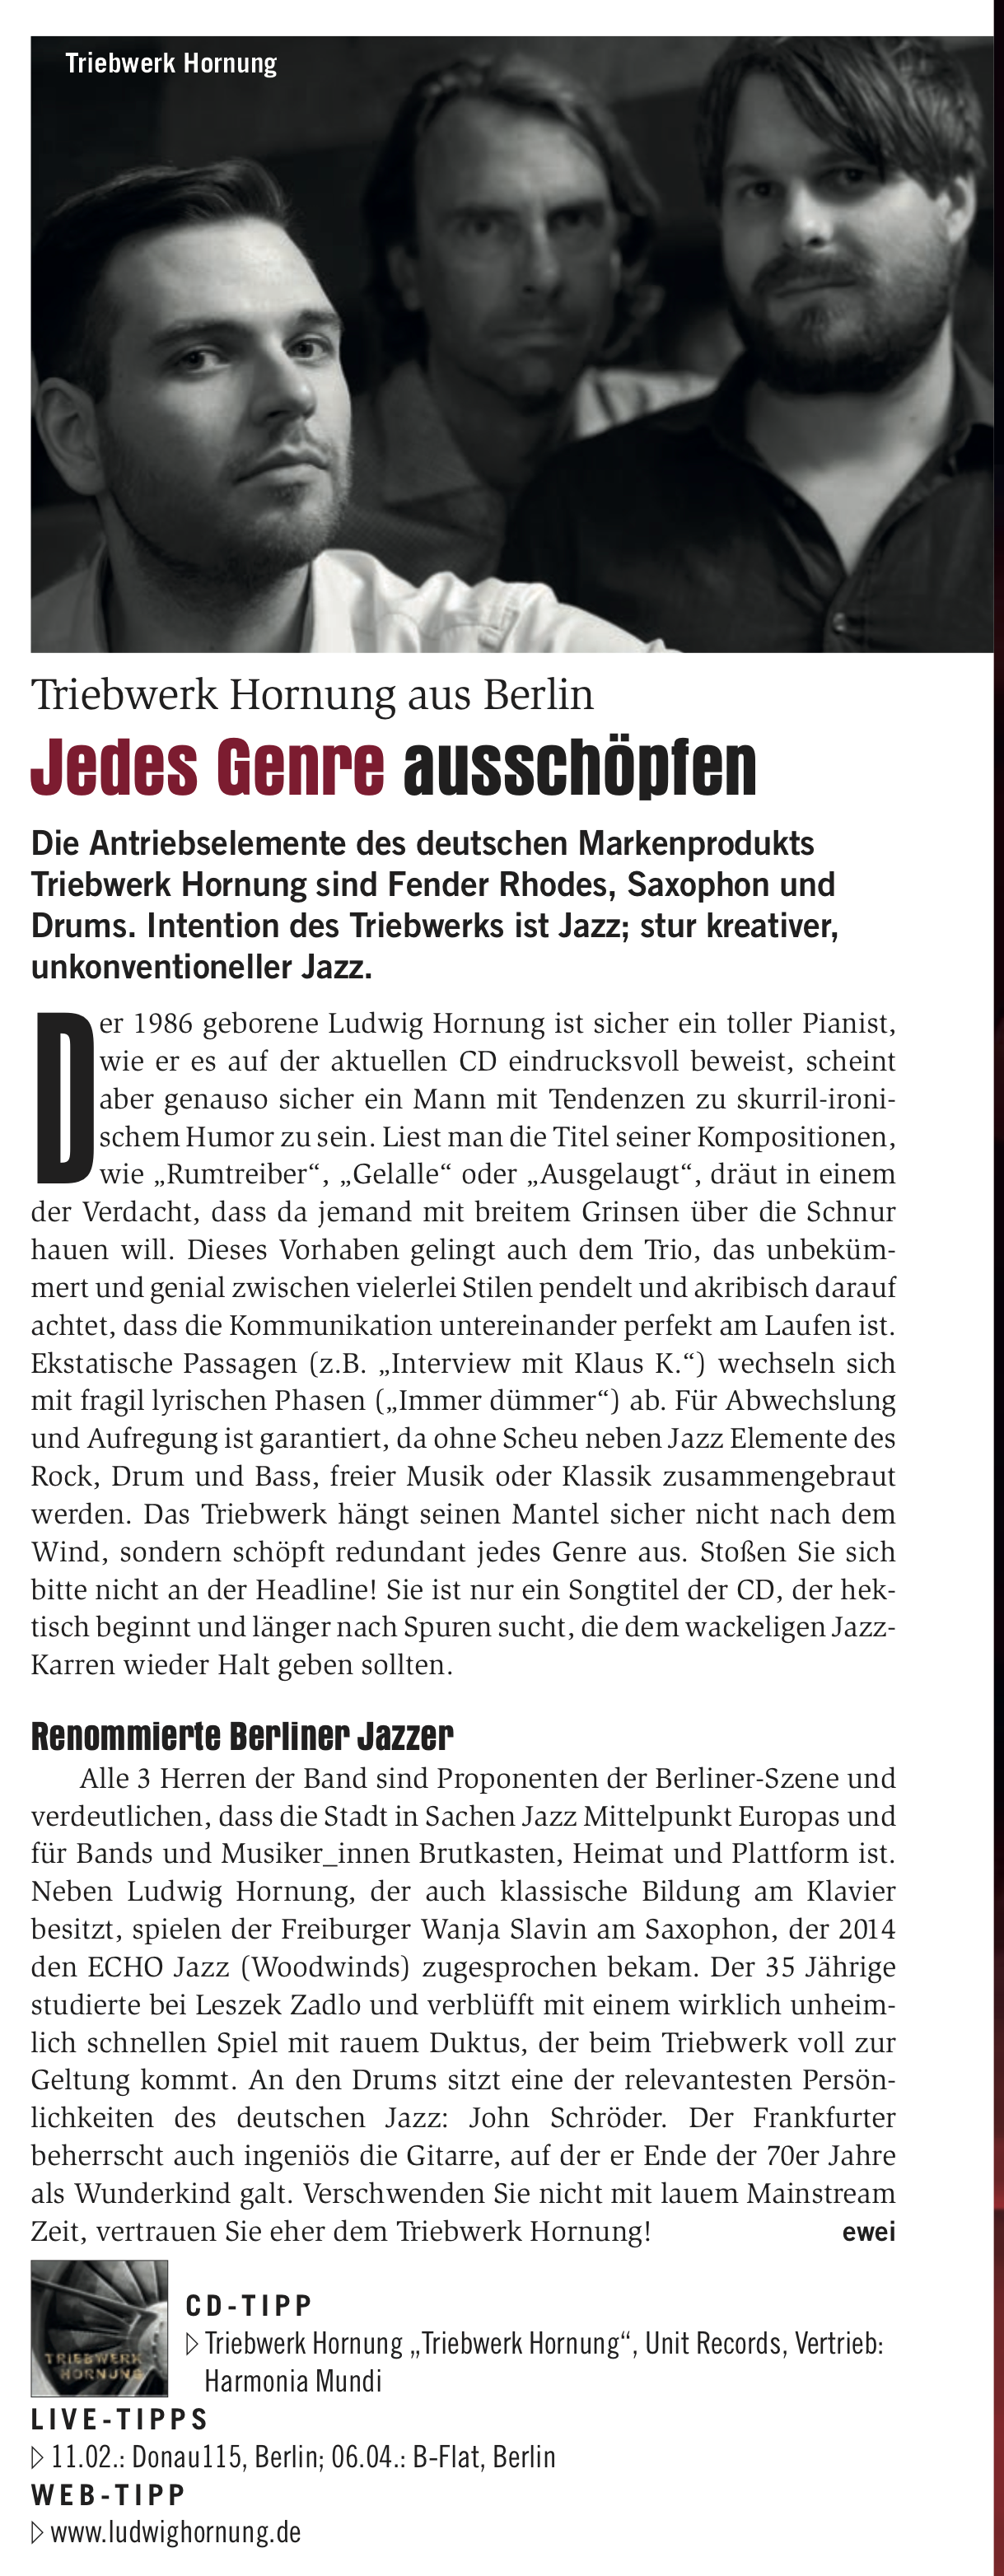 Triebwerk Hornung
Triebwerk Hornung aus Berlin
Jedes Genre ausschöpfen
Die Antriebselemente des deutschen Markenprodukts
Triebwerk Hornung sind Fender Rhodes, Saxophon und
Drums. Intention des Triebwerks ist Jazz; stur kreativer,
unkonventioneller Jazz.
Der 1986 geborene Ludwig Hornung ist sicher ein toller Pianist,
wie er es auf der aktuellen CD eindrucksvoll beweist, scheint
aber genauso sicher ein Mann mit Tendenzen zu skurril-ironi-
schem Humor zu sein. Liest man die Titel seiner Kompositionen,
wie „Rumtreiber“, „Gelalle“ oder „Ausgelaugt“, dräut in einem
der Verdacht, dass da jemand mit breitem Grinsen über die Schnur
hauen will. Dieses Vorhaben gelingt auch dem Trio, das unbeküm-
mert und genial zwischen vielerlei Stilen pendelt und akribisch darauf
achtet, dass die Kommunikation untereinander perfekt am Laufen ist.
Ekstatische Passagen (z.B. „Interview mit Klaus K.“) wechseln sich
mit fragil lyrischen Phasen („Immer dümmer“) ab. Für Abwechslung
und Aufregung ist garantiert, da ohne Scheu neben Jazz Elemente des
Rock, Drum und Bass, freier Musik oder Klassik zusammengebraut
werden. Das Triebwerk hängt seinen Mantel sicher nicht nach dem
Wind, sondern schöpft redundant jedes Genre aus. Stoßen Sie sich
bitte nicht an der Headline! Sie ist nur ein Songtitel der CD, der hek-
tisch beginnt und länger nach Spuren sucht, die dem wackeligen Jazz-
Karren wieder Halt geben sollten.
Renommierte Berliner Jazzer
Alle 3 Herren der Band sind Proponenten der Berliner-Szene und
verdeutlichen, dass die Stadt in Sachen Jazz Mittelpunkt Europas und
für Bands und Musiker_innen Brutkasten, Heimat und Plattform ist.
Neben Ludwig Hornung, der auch klassische Bildung am Klavier
besitzt, spielen der Freiburger Wanja Slavin am Saxophon, der 2014
den ECHO Jazz (Woodwinds) zugesprochen bekam. Der 35 Jährige
studierte bei Leszek Zadlo und verblüfft mit einem wirklich unheim-
lich schnellen Spiel mit rauem Duktus, der beim Triebwerk voll zur
Geltung kommt. An den Drums sitzt eine der relevantesten Persön-
lichkeiten des deutschen Jazz: John Schröder. Der Frankfurter
beherrscht auch ingeniös die Gitarre, auf der er Ende der 70er Jahre
als Wunderkind galt. Verschwenden Sie nicht mit lauem Mainstream
Zeit, vertrauen Sie eher dem Triebwerk Hornung! ewei
TRIEBWERK
HORNUNG
CD-TIPP
▷ Triebwerk Hornung „Triebwerk Hornung“, Unit Records, Vertrieb:
Harmonia Mundi
LIVE-TIPPS
▷ 11.02.: Donau115, Berlin; 06.04.: B-Flat, Berlin
WEB-TIPP
▷ www.ludwighornung.de